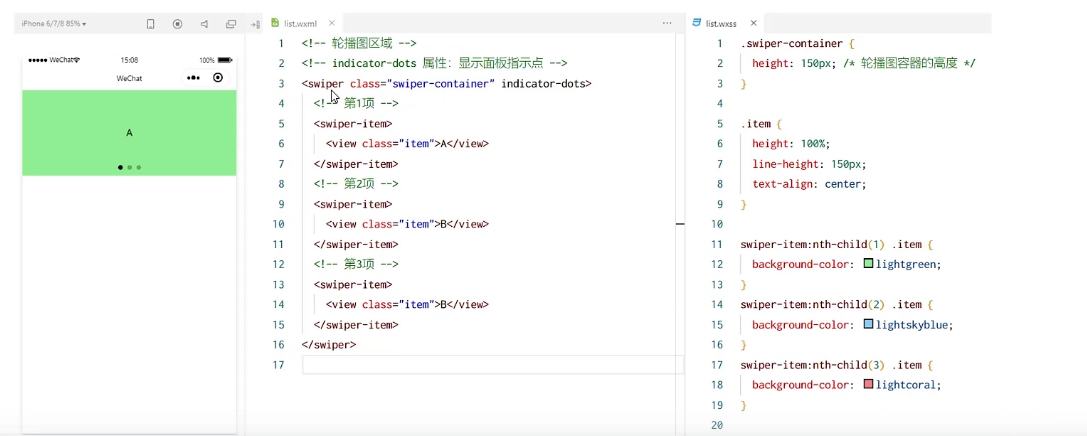 iPhone 6/7/8 85%
WeChat
15:08
100%
WeChat
A
list.wxml
1 <!-- 轮播图区域 -->
2 <!-- indicator-dots 属性：显示面板指示点 -->
3 <swiper class="swiper-container" indicator-dots>
4 <!-- 第1项 -->
5 <swiper-item>
6 <view class="item">A</view>
7 </swiper-item>
8 <!-- 第2项 -->
9 <swiper-item>
10 <view class="item">B</view>
11 </swiper-item>
12 <!-- 第3项 -->
13 <swiper-item>
14 <view class="item">B</view>
15 </swiper-item>
16 </swiper>
17
list.wxss
1 .swiper-container {
2 height: 150px; /* 轮播图容器的高度 */
3 }
4
5 .item {
6 height: 100%;
7 line-height: 150px;
8 text-align: center;
9 }
10
11 swiper-item:nth-child(1) .item {
12 background-color: lightgreen;
13 }
14 swiper-item:nth-child(2) .item {
15 background-color: lightskyblue;
16 }
17 swiper-item:nth-child(3) .item {
18 background-color: lightcoral;
19 }
20